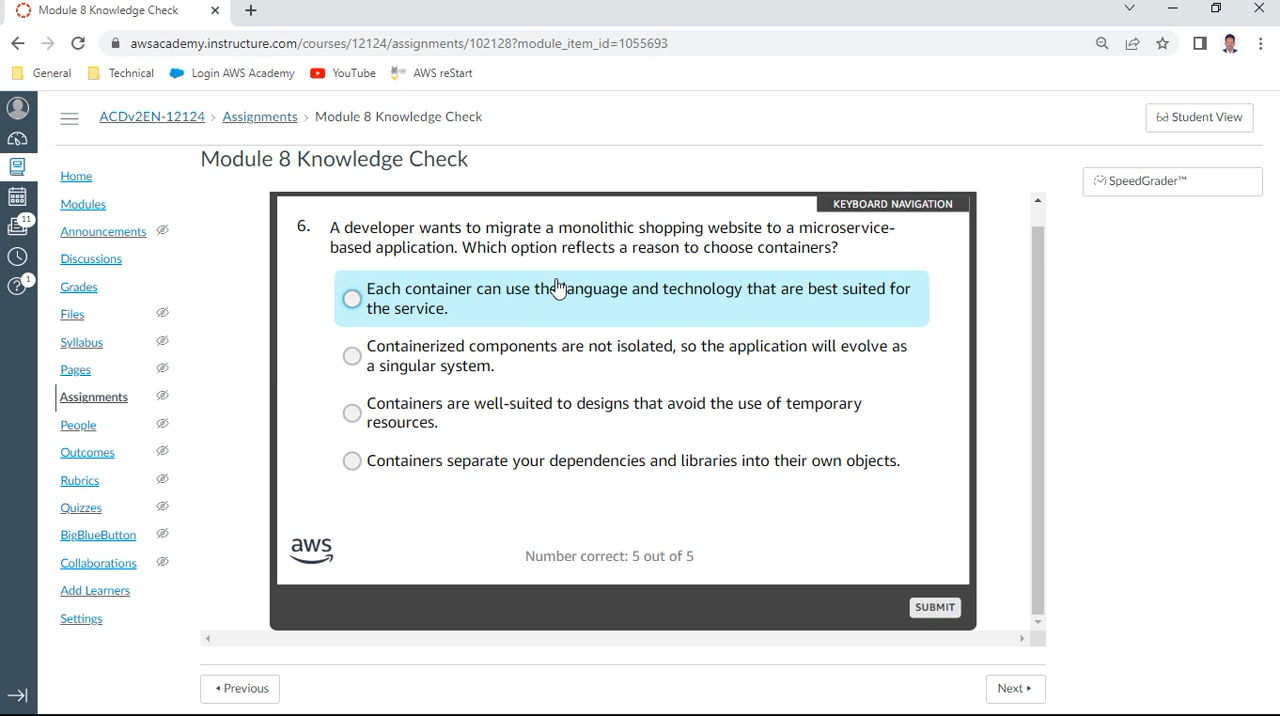 Module 8 Knowledge Check
awsacademy.instructure.com/courses/12124/assignments/102128?module_item_id=1055693
General
Technical
Login AWS Academy
YouTube
AWS reStart
ACDv2EN-12124 › Assignments › Module 8 Knowledge Check
Student View
Module 8 Knowledge Check
SpeedGrader™
Home
Modules
Announcements
Discussions
Grades
Files
Syllabus
Pages
Assignments
People
Outcomes
Rubrics
Quizzes
BigBlueButton
Collaborations
Add Learners
Settings
11
1
KEYBOARD NAVIGATION
6. A developer wants to migrate a monolithic shopping website to a microservice-
based application. Which option reflects a reason to choose containers?
Each container can use the language and technology that are best suited for
the service.
Containerized components are not isolated, so the application will evolve as
a singular system.
Containers are well-suited to designs that avoid the use of temporary
resources.
Containers separate your dependencies and libraries into their own objects.
aws
Number correct: 5 out of 5
SUBMIT
Previous
Next